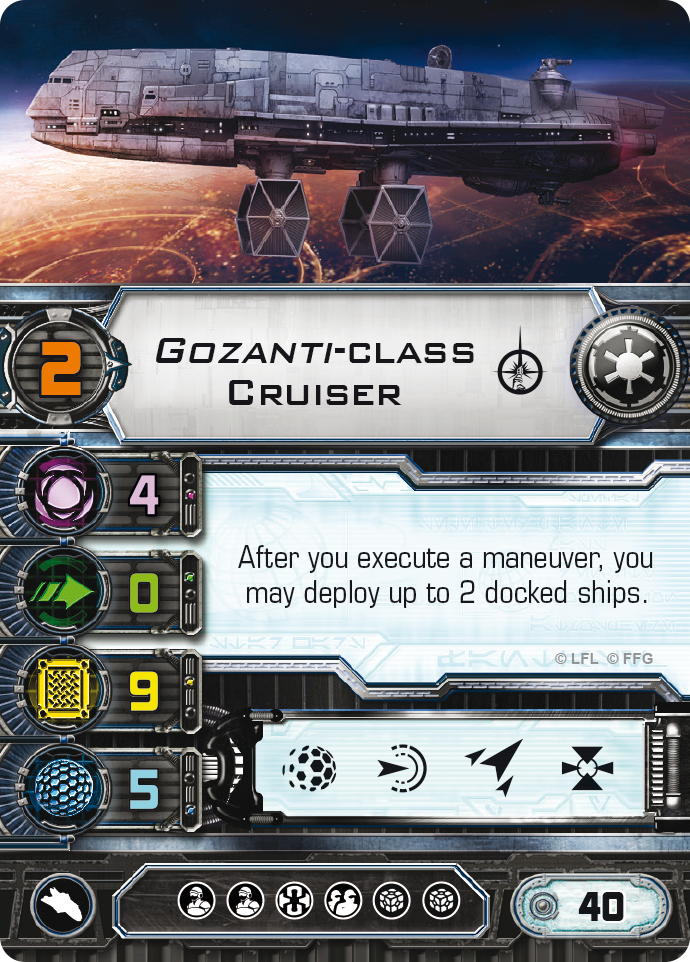 2
GOZANTI-CLASS
CRUISER
4
0
9
5
After you execute a maneuver, you
may deploy up to 2 docked ships.
© LFL © FFG
40